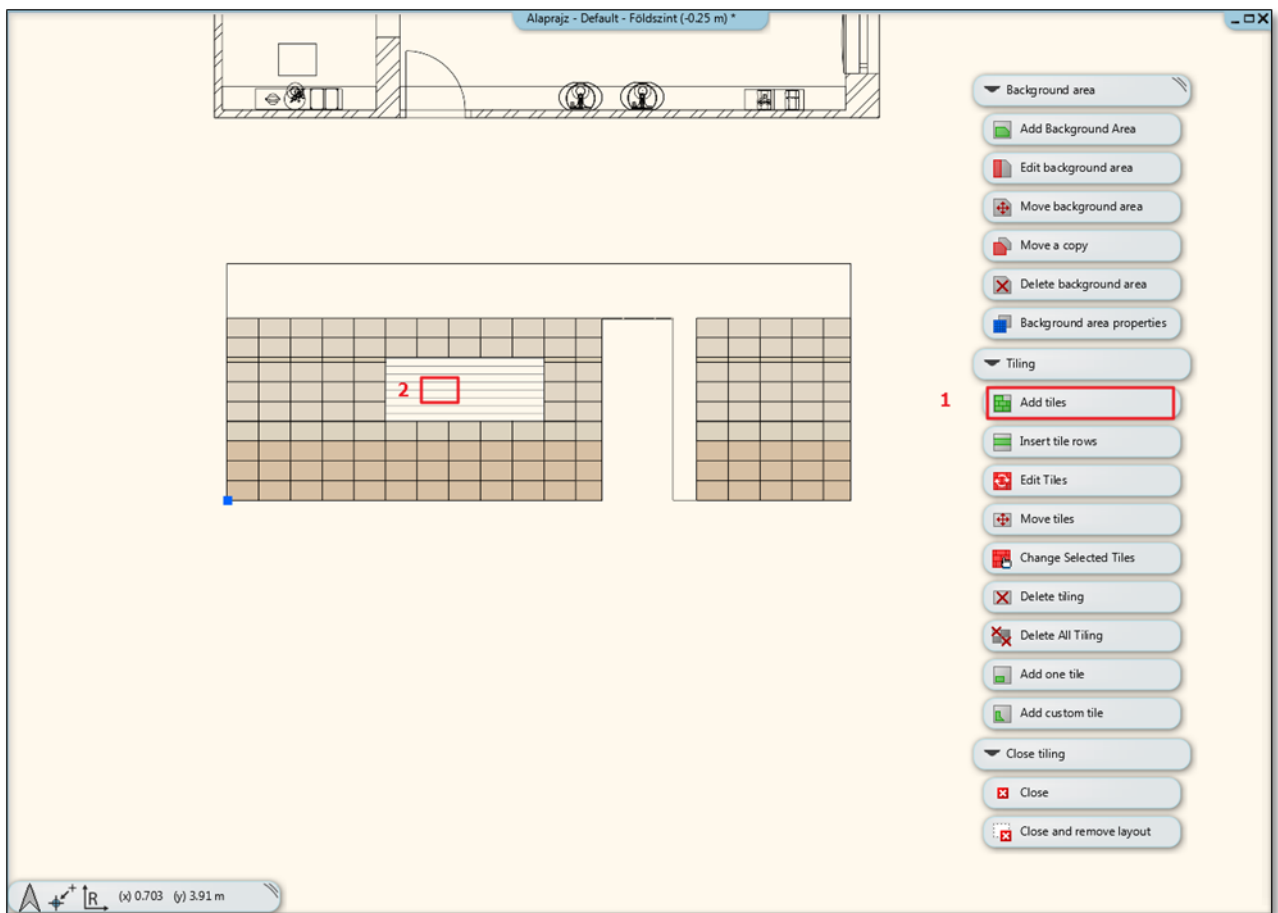 Alaprajz - Default - Földszint (-0.25 m) *
Background area
Add Background Area
Edit background area
Move background area
Move a copy
Delete background area
Background area properties
Tiling
1
Add tiles
2
Insert tile rows
Edit Tiles
Move tiles
Change Selected Tiles
Delete tiling
Delete All Tiling
Add one tile
Add custom tile
Close tiling
Close
Close and remove layout
R (x) 0.703 (y) 3.91 m